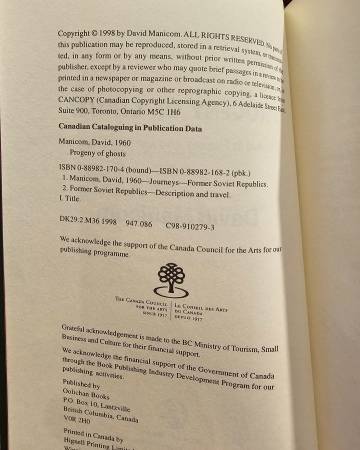 Copyright © 1998 by David Manicom. ALL RIGHTS RESERVED. No part of
this publication may be reproduced, stored in a retrieval system, or transmit-
ted, in any form or by any means, without prior written permission of the
publisher, except by a reviewer who may quote brief passages in a review to be
printed in a newspaper or magazine or broadcast on radio or television; or, in
the case of photocopying or other reprographic copying, a licence from
CANCOPY (Canadian Copyright Licensing Agency), 6 Adelaide Street East,
Suite 900, Toronto, Ontario M5C 1H6
Canadian Cataloguing in Publication Data
Manicom, David, 1960
Progeny of ghosts
ISBN 0-88982-170-4 (bound)—ISBN 0-88982-168-2 (pbk.)
1. Manicom, David, 1960—Journeys—Former Soviet Republics.
2. Former Soviet Republics—Description and travel.
I. Title.
DK29.2.M36 1998 947.086 C98-910279-3
We acknowledge the support of the Canada Council for the Arts for our
publishing programme.
THE CANADA COUNCIL FOR THE ARTS SINCE 1957
LE CONSEIL DES ARTS DU CANADA DEPUIS 1957
Grateful acknowledgement is made to the BC Ministry of Tourism, Small
Business and Culture for their financial support.
We acknowledge the financial support of the Government of Canada
through the Book Publishing Industry Development Program for our
publishing activities.
Published by
Oolichan Books
P.O. Box 10, Lantzville
British Columbia, Canada
V0R 2H0
Printed in Canada by
Hignell Printing Limited